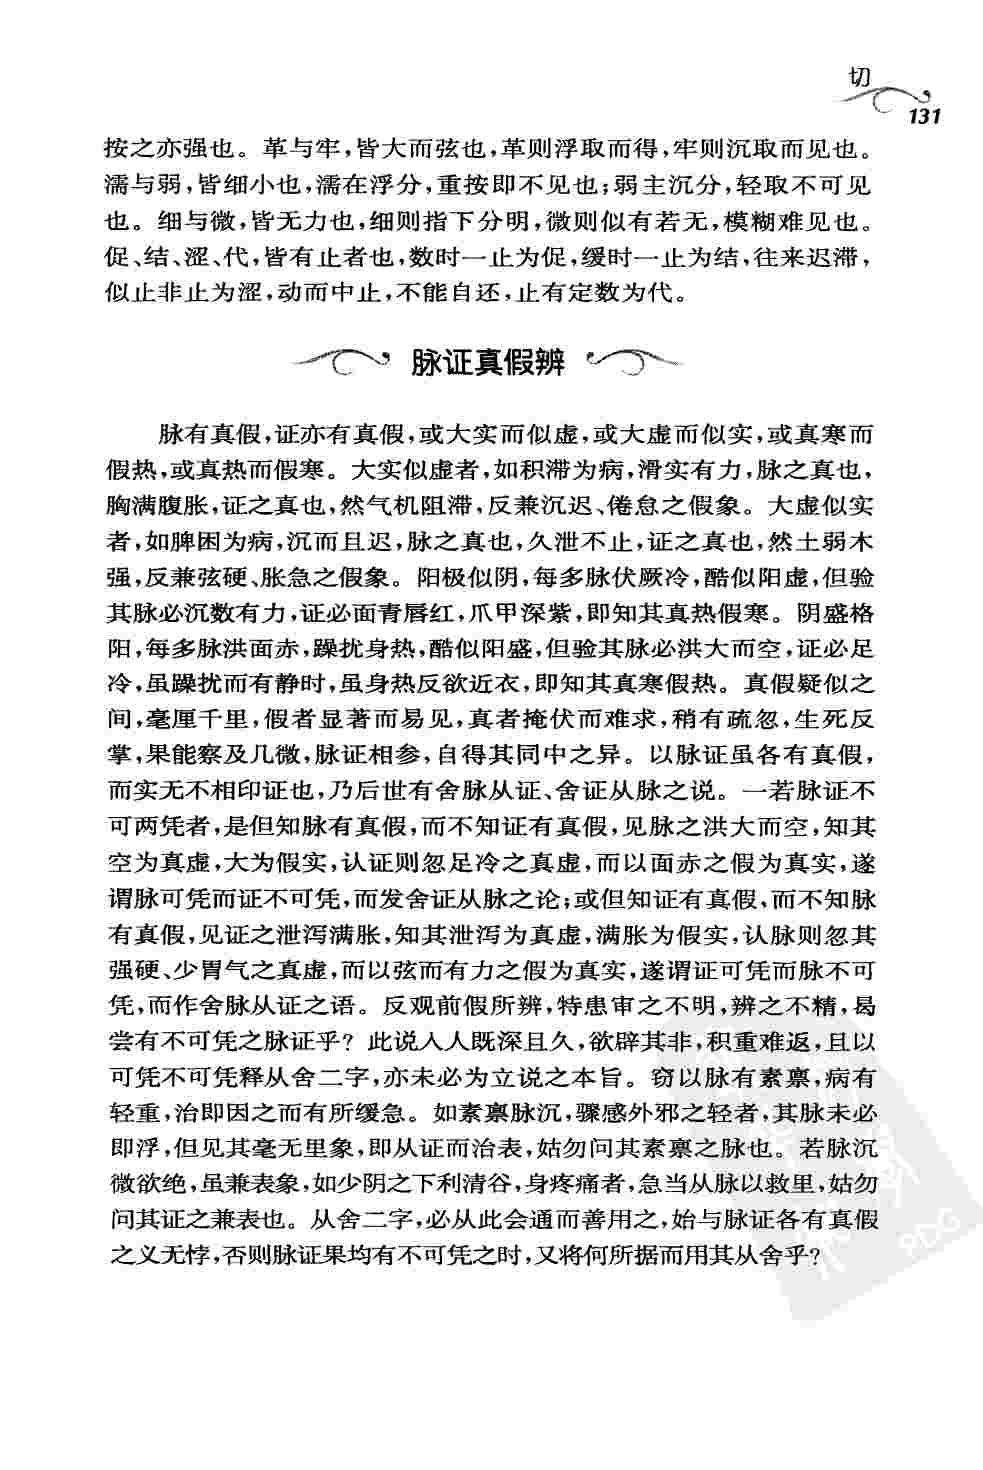 切
131
按之亦强也。革与牢,皆大而弦也,革则浮取而得,牢则沉取而见也。
濡与弱,皆细小也,濡在浮分,重按即不见也;弱主沉分,轻取不可见
也。细与微,皆无力也,细则指下分明,微则似有若无,模糊难见也。
促、结、涩、代,皆有止者也,数时一止为促,缓时一止为结,往来迟滞,
似止非止为涩,动而中止,不能自还,止有定数为代。
脉证真假辨
脉有真假,证亦有真假,或大实而似虚,或大虚而似实,或真寒而
假热,或真热而假寒。大实似虚者,如积滞为病,滑实有力,脉之真也,
胸满腹胀,证之真也,然气机阻滞,反兼沉迟、倦怠之假象。大虚似实
者,如脾困为病,沉而且迟,脉之真也,久泄不止,证之真也,然土弱木
强,反兼弦硬、胀急之假象。阳极似阴,每多脉伏厥冷,酷似阳虚,但验
其脉必沉数有力,证必面青唇红,爪甲深紫,即知其真热假寒。阴盛格
阳,每多脉洪面赤,躁扰身热,酷似阳盛,但验其脉必洪大而空,证必足
冷,虽躁扰而有静时,虽身热反欲近衣,即知其真寒假热。真假疑似之
间,毫厘千里,假者显著而易见,真者掩伏而难求,稍有疏忽,生死反
掌,果能察及几微,脉证相参,自得其同中之异。以脉证虽各有真假,
而实无不相印证也,乃后世有舍脉从证、舍证从脉之说。一若脉证不
可两凭者,是但知脉有真假,而不知证有真假,见脉之洪大而空,知其
空为真虚,大为假实,认证则忽足冷之真虚,而以面赤之假为真实,遂
谓脉可凭而证不可凭,而发舍证从脉之论;或但知证有真假,而不知脉
有真假,见证之泄泻满胀,知其泄泻为真虚,满胀为假实,认脉则忽其
强硬、少胃气之真虚,而以弦而有力之假为真实,遂谓证可凭而脉不可
凭,而作舍脉从证之语。反观前假所辨,特患审之不明,辨之不精,曷
尝有不可凭之脉证乎?此说入人既深且久,欲辟其非,积重难返,且以
可凭不可凭释从舍二字,亦未必为立说之本旨。窃以脉有素禀,病有
轻重,治即因之而有所缓急。如素禀脉沉,骤感外邪之轻者,其脉未必
即浮,但见其毫无里象,即从证而治表,姑勿问其素禀之脉也。若脉沉
微欲绝,虽兼表象,如少阴之下利清谷,身疼痛者,急当从脉以救里,姑勿
问其证之兼表也。从舍二字,必从此会通而善用之,始与脉证各有真假
之义无悖,否则脉证果均有不可凭之时,又将何所据而用其从舍乎?
PDG